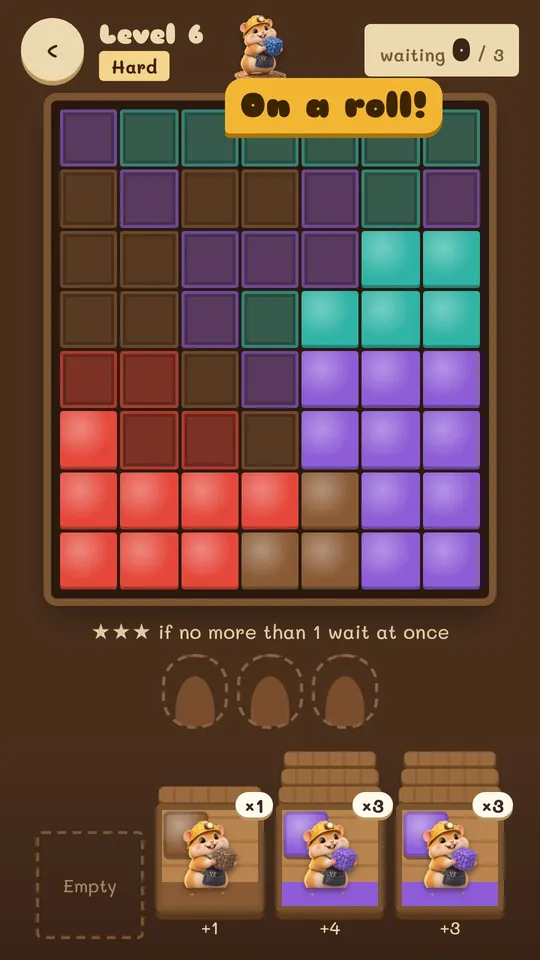 <
Level 6
Hard
waiting 0 / 3
On a roll!
★★★ if no more than 1 wait at once
Empty
×1
×3
×3
+1
+4
+3